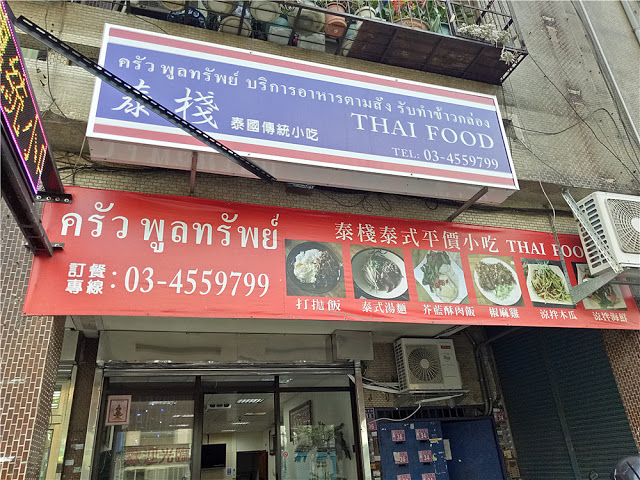 ครัว พูลทรัพย์ บริการอาหารตามสั่ง รับทำข้าวกล่อง
泰棧
泰國傳統小吃
THAI FOOD
TEL: 03-4559799
ครัว พูลทรัพย์
泰棧泰式平價小吃 THAI FOO
訂餐專線：03-4559799
打拋飯
泰式湯麵
芥藍酥肉飯
椒麻雞
涼拌木瓜
涼拌海鮮